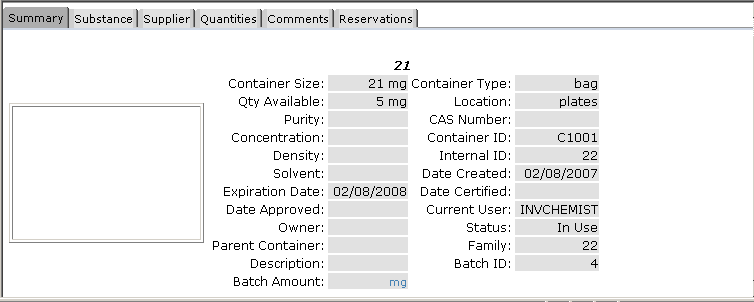 Summary Substance Supplier Quantities Comments Reservations
21
Container Size: 21 mg Container Type: bag
Qty Available: 5 mg Location: plates
Purity: CAS Number:
Concentration: Container ID: C1001
Density: Internal ID: 22
Solvent: Date Created: 02/08/2007
Expiration Date: 02/08/2008 Date Certified:
Date Approved: Current User: INVCHEMIST
Owner: Status: In Use
Parent Container: Family: 22
Description: Batch ID: 4
Batch Amount: mg